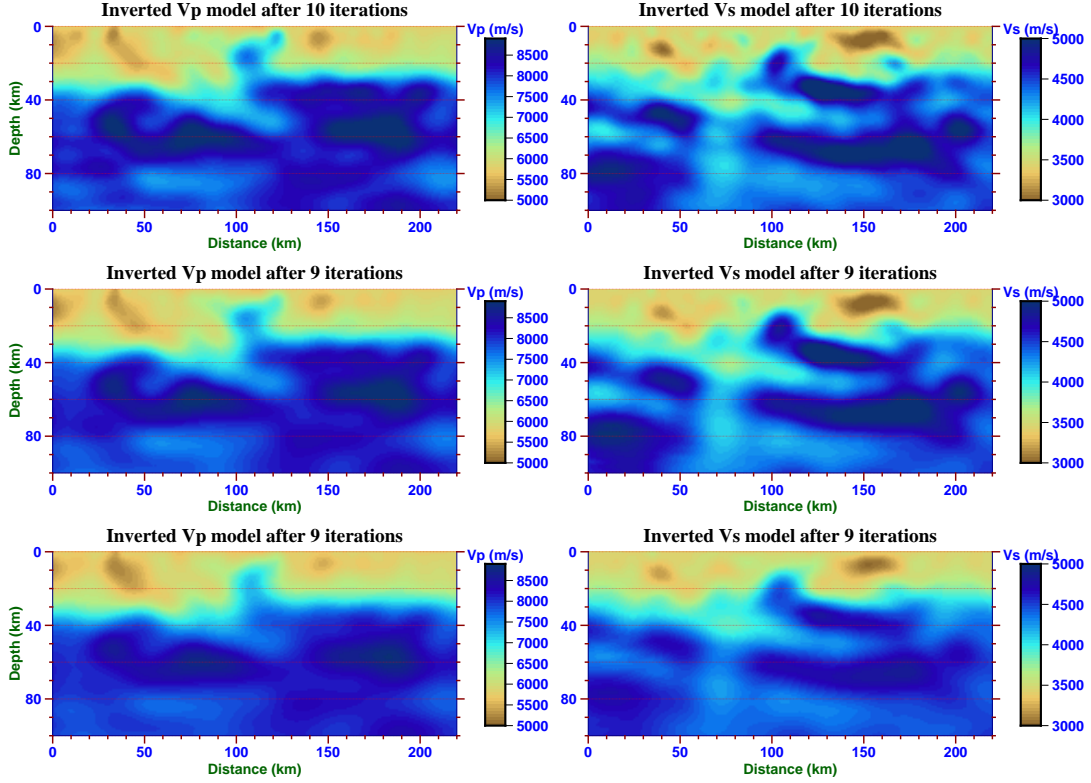 Inverted Vp model after 10 iterations
Inverted Vs model after 10 iterations
Vp (m/s)
Vs (m/s)
0
40
80
Depth (km)
8500
8000
7500
7000
6500
6000
5500
5000
0
40
80
5000
4500
4000
3500
3000
0 50 100 150 200
Distance (km)
0 50 100 150 200
Distance (km)
Inverted Vp model after 9 iterations
Inverted Vs model after 9 iterations
Vp (m/s)
Vs (m/s)
0
40
80
Depth (km)
8500
8000
7500
7000
6500
6000
5500
5000
0
40
80
5000
4500
4000
3500
3000
0 50 100 150 200
Distance (km)
0 50 100 150 200
Distance (km)
Inverted Vp model after 9 iterations
Inverted Vs model after 9 iterations
Vp (m/s)
Vs (m/s)
0
40
80
Depth (km)
8500
8000
7500
7000
6500
6000
5500
5000
0
40
80
5000
4500
4000
3500
3000
0 50 100 150 200
Distance (km)
0 50 100 150 200
Distance (km)